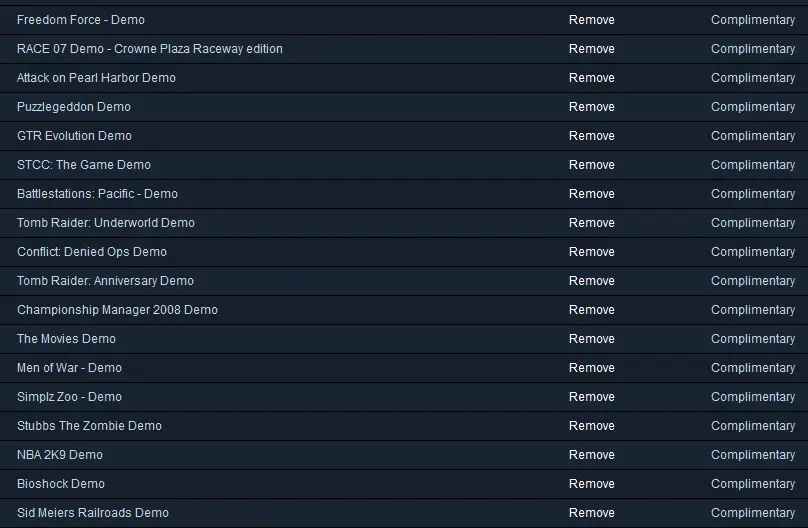 Freedom Force - Demo Remove Complimentary
RACE 07 Demo - Crowne Plaza Raceway edition Remove Complimentary
Attack on Pearl Harbor Demo Remove Complimentary
Puzzlegeddon Demo Remove Complimentary
GTR Evolution Demo Remove Complimentary
STCC: The Game Demo Remove Complimentary
Battlestations: Pacific - Demo Remove Complimentary
Tomb Raider: Underworld Demo Remove Complimentary
Conflict: Denied Ops Demo Remove Complimentary
Tomb Raider: Anniversary Demo Remove Complimentary
Championship Manager 2008 Demo Remove Complimentary
The Movies Demo Remove Complimentary
Men of War - Demo Remove Complimentary
Simplz Zoo - Demo Remove Complimentary
Stubbs The Zombie Demo Remove Complimentary
NBA 2K9 Demo Remove Complimentary
Bioshock Demo Remove Complimentary
Sid Meiers Railroads Demo Remove Complimentary